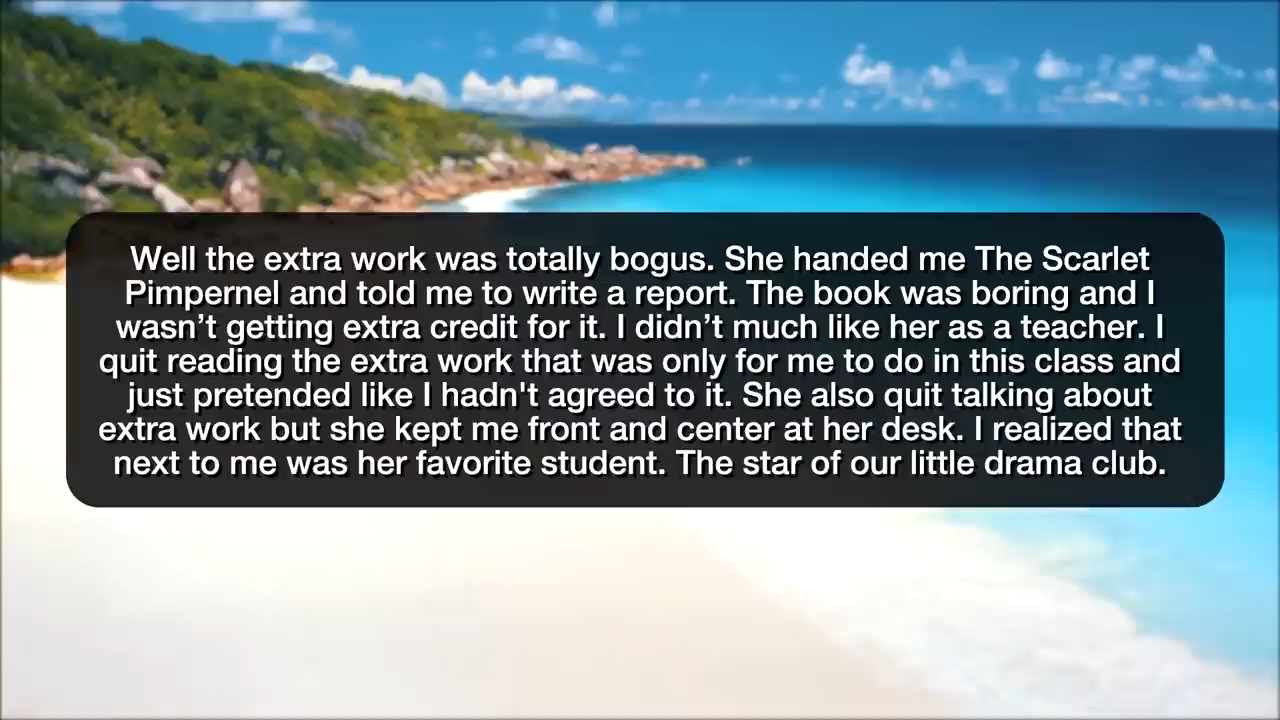 Well the extra work was totally bogus. She handed me The Scarlet
Pimpernel and told me to write a report. The book was boring and I
wasn’t getting extra credit for it. I didn’t much like her as a teacher. I
quit reading the extra work that was only for me to do in this class and
just pretended like I hadn't agreed to it. She also quit talking about
extra work but she kept me front and center at her desk. I realized that
next to me was her favorite student. The star of our little drama club.